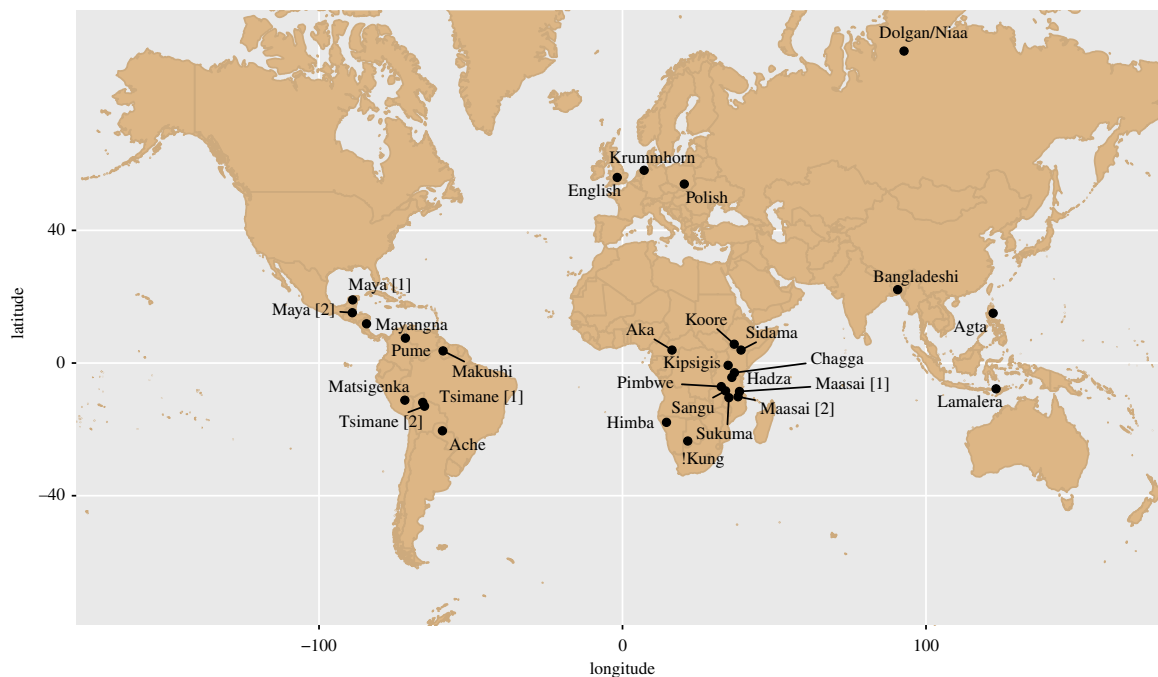 Dolgan/Niaa
Krummhorn
English
Polish
40
Bangladeshi
Maya [1]
Maya [2]
Mayangna
Agta
Koore
Aka
Sidama
Pume
0
Kipsigis
Chagga
Makushi
Hadza
Pimbwe
Maasai [1]
Matsigenka
Tsimane [1]
Lamalera
Sangu
Maasai [2]
Tsimane [2]
Himba
Sukuma
Ache
!Kung
−40
latitude
−100
0
100
longitude